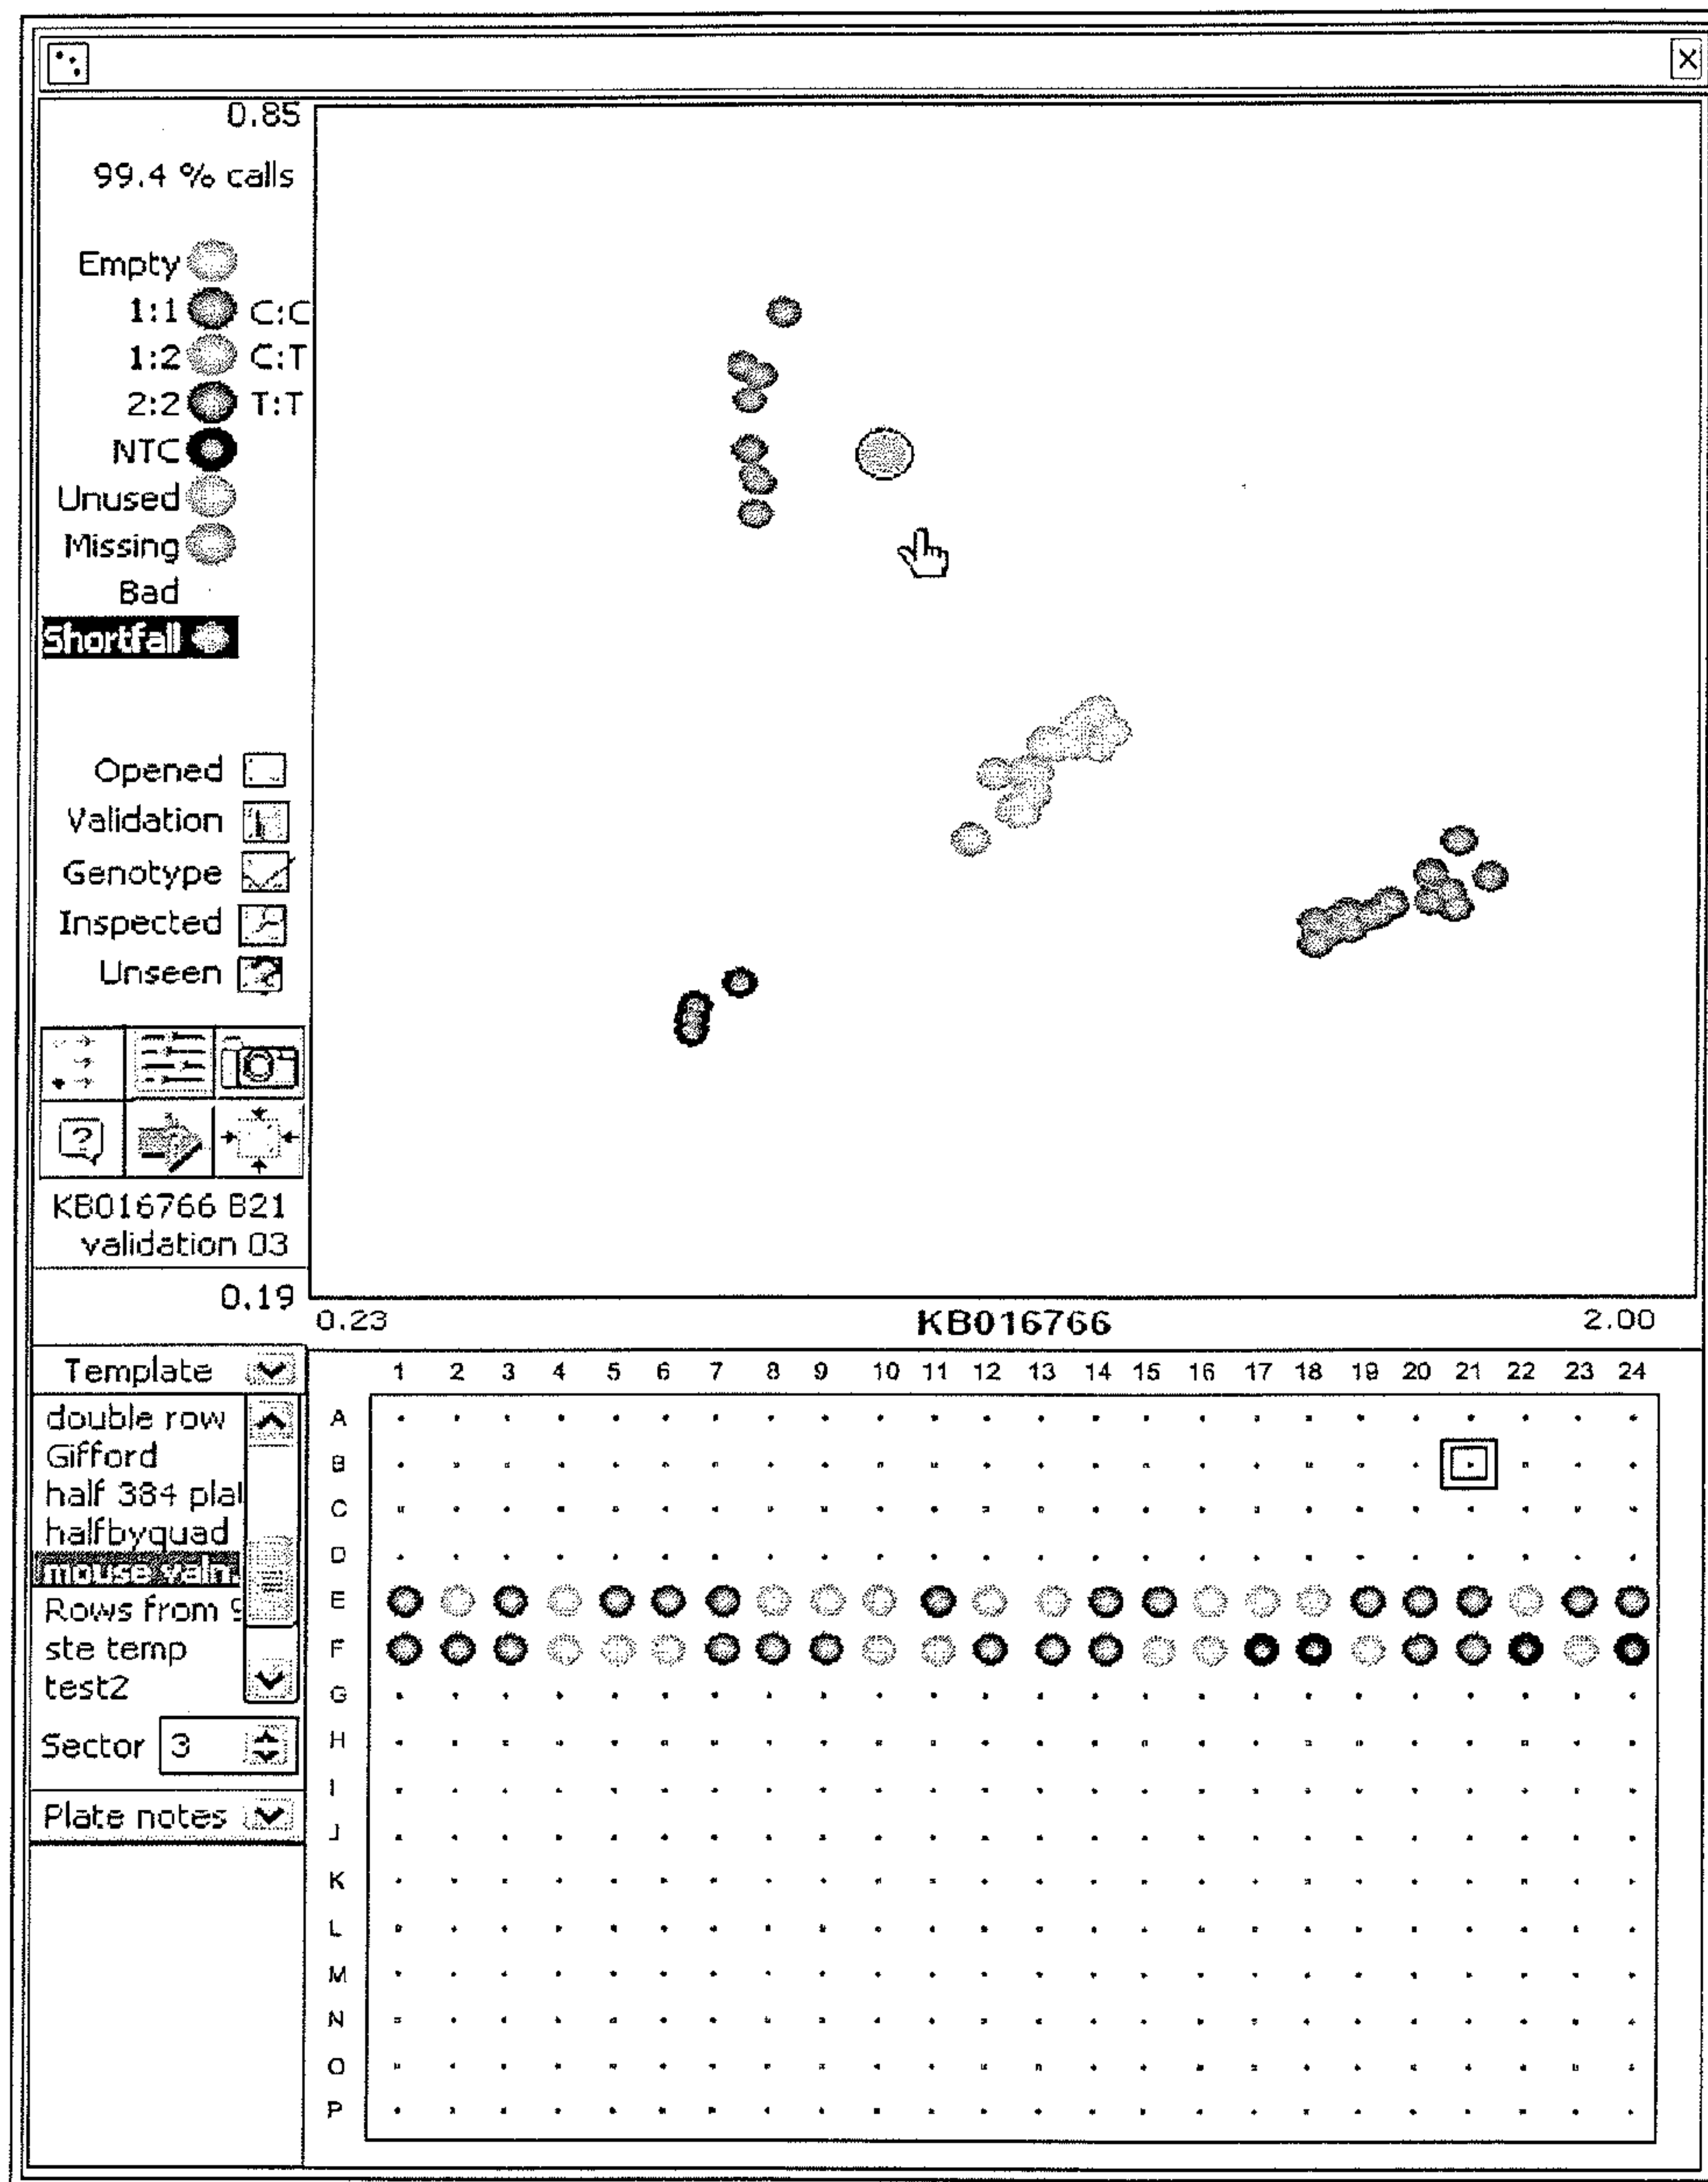 0.85
99.4 % calls
Empty
1:1 C:C
1:2 C:T
2:2 T:T
NTC
Unused
Missing
Bad
Shortfall
Opened
Validation
Genotype
Inspected
Unseen
?
KB016766 B21
validation 03
0.19
0.23 KB016766 2.00
Template
double row
Gifford
half 384 pla
halfbyquad
mouse valn
Rows from 9
ste temp
test2
Sector 3
Plate notes
1 2 3 4 5 6 7 8 9 10 11 12 13 14 15 16 17 18 19 20 21 22 23 24
A
B
C
D
E
F
G
H
I
J
K
L
M
N
O
P